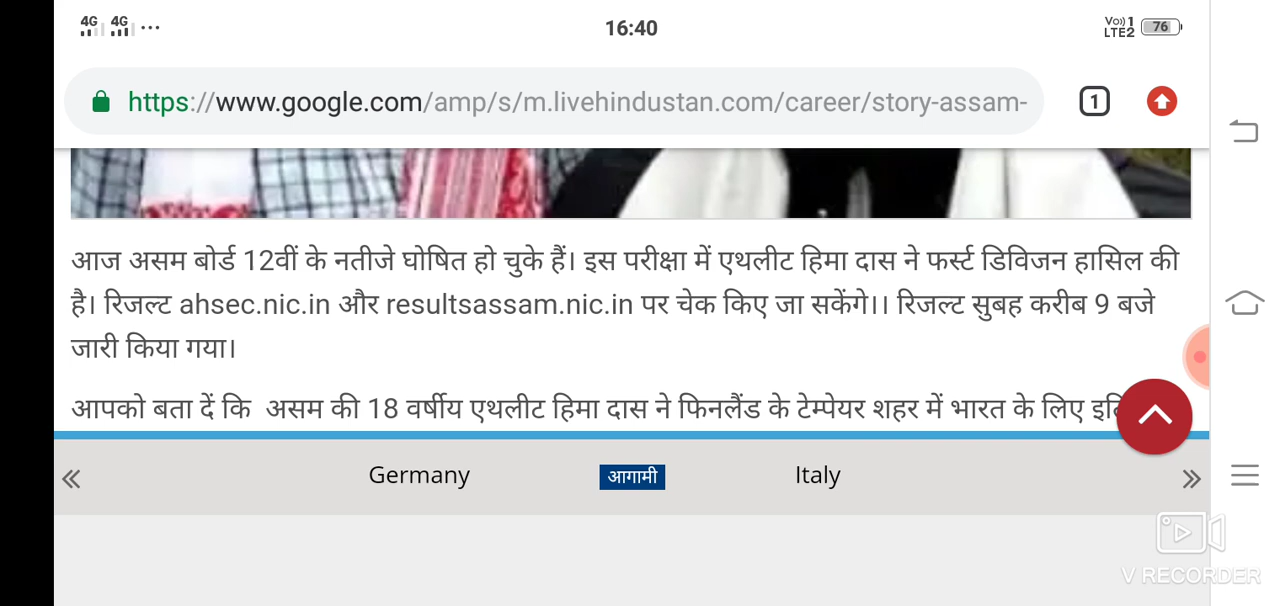 4G 4G ... 16:40 Vo)) 1 LTE2 76
https://www.google.com/amp/s/m.livehindustan.com/career/story-assam- 1
आज असम बोर्ड 12वीं के नतीजे घोषित हो चुके हैं। इस परीक्षा में एथलीट हिमा दास ने फर्स्ट डिविजन हासिल की
है। रिजल्ट ahsec.nic.in और resultsassam.nic.in पर चेक किए जा सकेंगे।। रिजल्ट सुबह करीब 9 बजे
जारी किया गया।
आपको बता दें कि असम की 18 वर्षीय एथलीट हिमा दास ने फिनलैंड के टेम्पेयर शहर में भारत के लिए
Germany आगामी Italy
V RECORDER